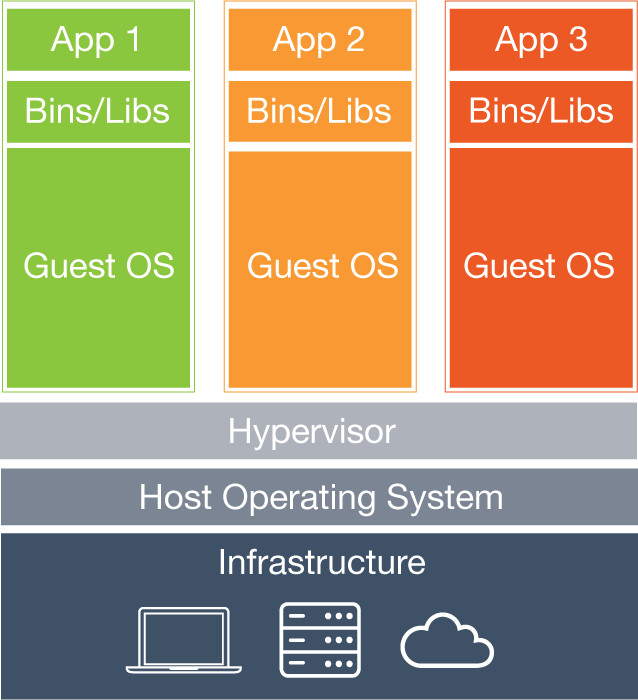 App 1
App 2
App 3
Bins/Libs
Bins/Libs
Bins/Libs
Guest OS
Guest OS
Guest OS
Hypervisor
Host Operating System
Infrastructure